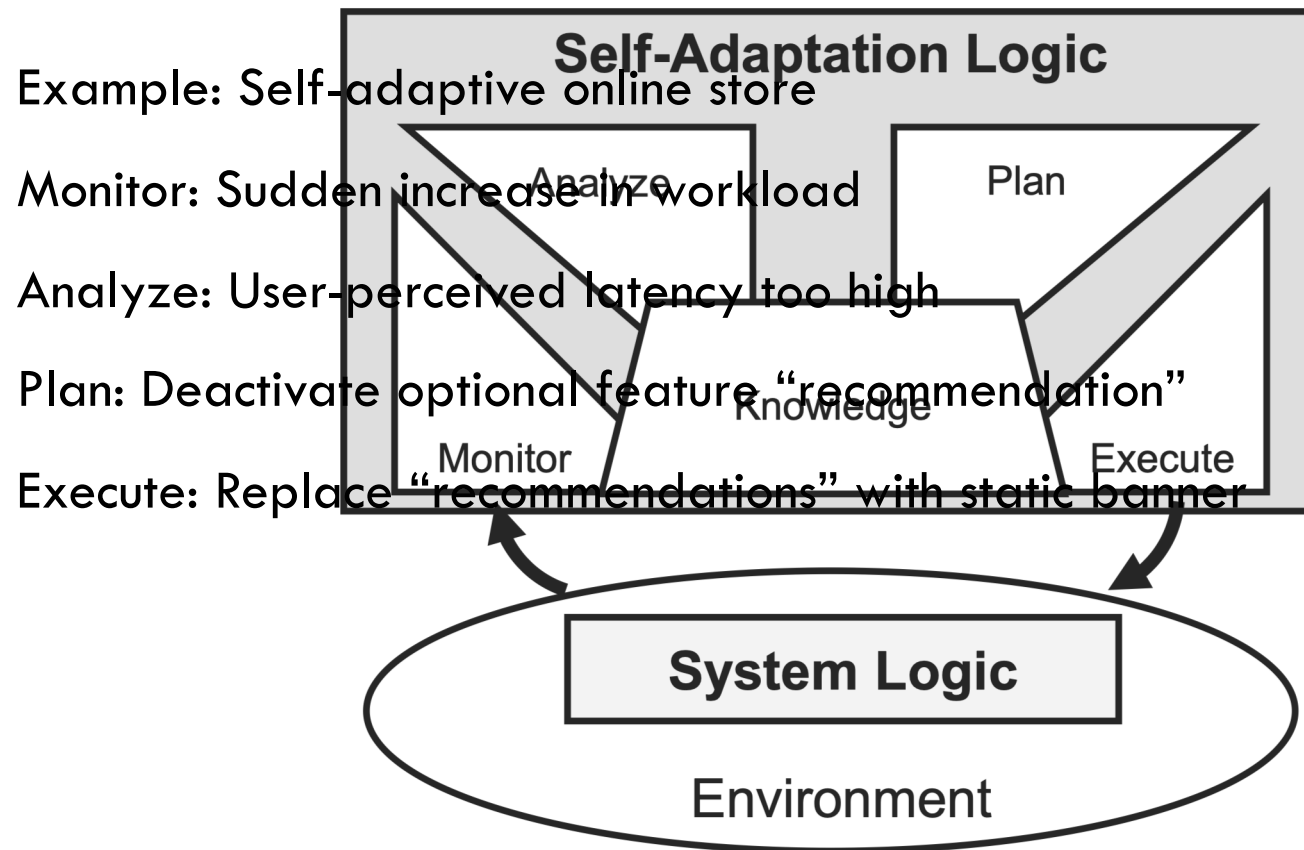 Self-Adaptation Logic
Example: Self-adaptive online store
Monitor: Sudden increase in workload
Analyze
Plan
Analyze: User-perceived latency too high
Plan: Deactivate optional feature “recommendation”
Knowledge
Monitor
Execute
Execute: Replace “recommendations” with static banner
System Logic
Environment